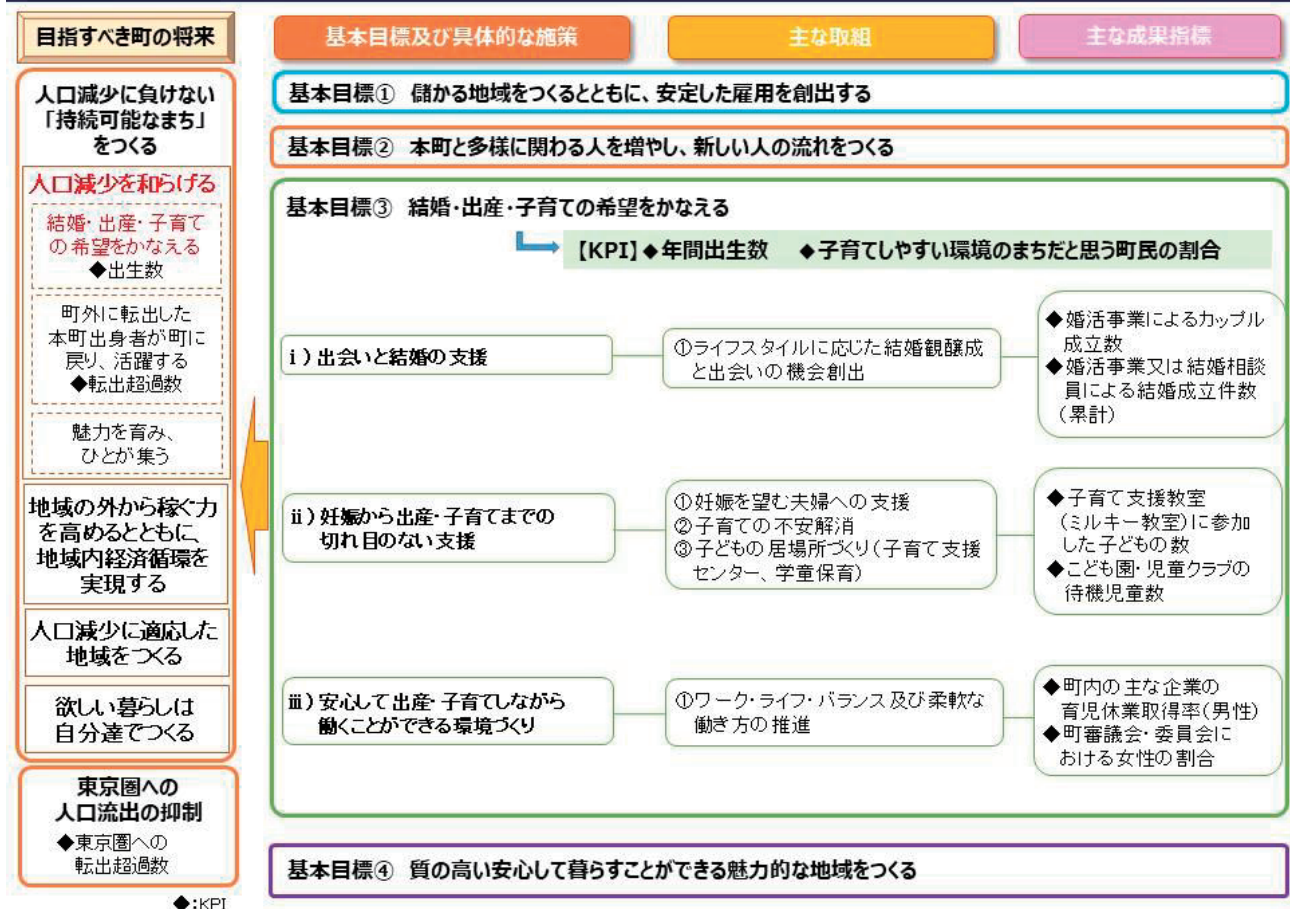 目指すべき町の将来
人口減少に負けない
「持続可能なまち」
をつくる
人口減少を和らげる
結婚・出産・子育て
の希望をかなえる
◆出生数
町外に転出した
本町出身者が町に
戻り、活躍する
◆転出超過数
魅力を育み、
ひとが集う
地域の外から稼ぐ力
を高めるとともに、
地域内経済循環を
実現する
人口減少に適応した
地域をつくる
欲しい暮らしは
自分達でつくる
東京圏への
人口流出の抑制
◆東京圏への
転出超過数
◆:KPI
基本目標及び具体的な施策
主な取組
主な成果指標
基本目標① 儲かる地域をつくるとともに、安定した雇用を創出する
基本目標② 本町と多様に関わる人を増やし、新しい人の流れをつくる
基本目標③ 結婚・出産・子育ての希望をかなえる
【KPI】◆年間出生数 ◆子育てしやすい環境のまちだと思う町民の割合
ⅰ)出会いと結婚の支援
①ライフスタイルに応じた結婚観醸成
と出会いの機会創出
◆婚活事業によるカップル
成立数
◆婚活事業又は結婚相談
員による結婚成立件数
(累計)
ⅱ)妊娠から出産・子育てまでの
切れ目のない支援
①妊娠を望む夫婦への支援
②子育ての不安解消
③子どもの居場所づくり(子育て支援
センター、学童保育)
◆子育て支援教室
(ミルキー教室)に参加
した子どもの数
◆こども園・児童クラブの
待機児童数
ⅲ)安心して出産・子育てしながら
働くことができる環境づくり
①ワーク・ライフ・バランス及び柔軟な
働き方の推進
◆町内の主な企業の
育児休業取得率(男性)
◆町審議会・委員会に
おける女性の割合
基本目標④ 質の高い安心して暮らすことができる魅力的な地域をつくる